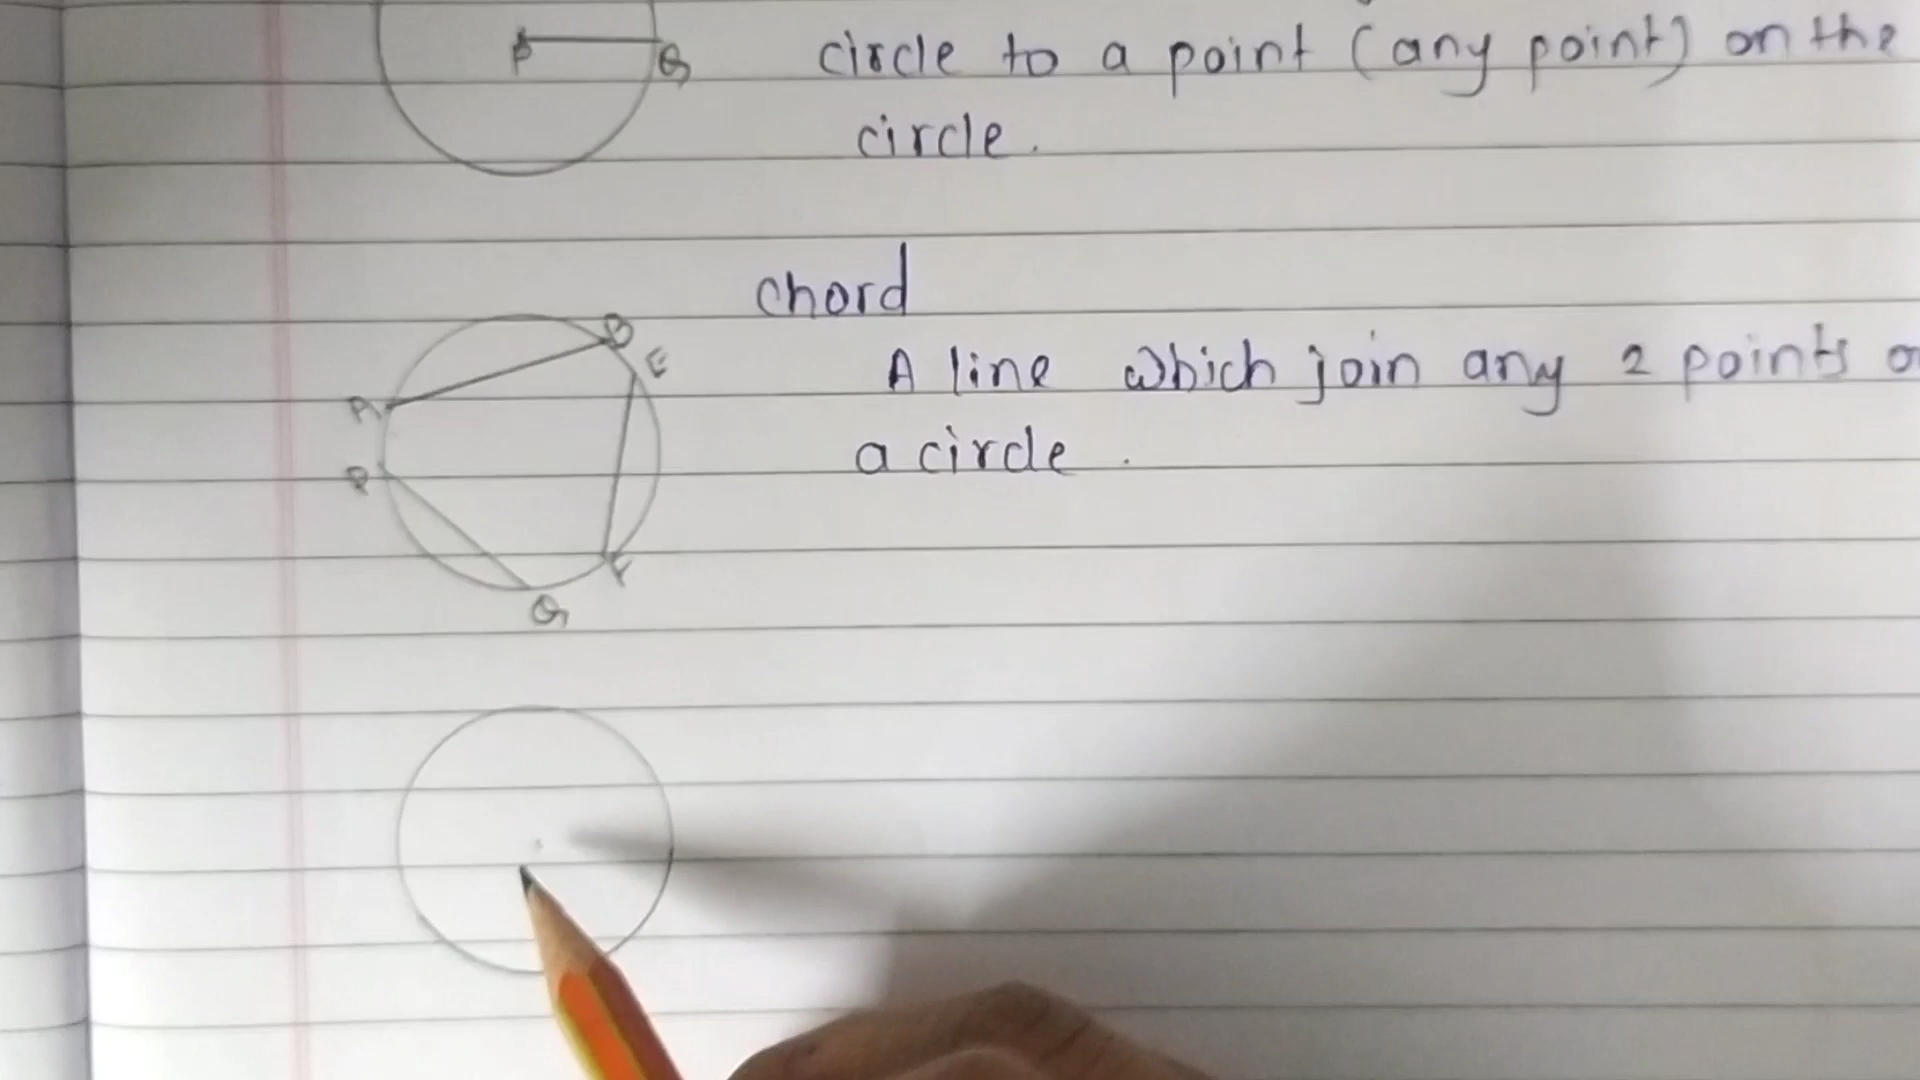 P Q
circle to a point (any point) on the
circle.
chord
B
E
A line which join any 2 points o
A
a circle.
P
F
Q